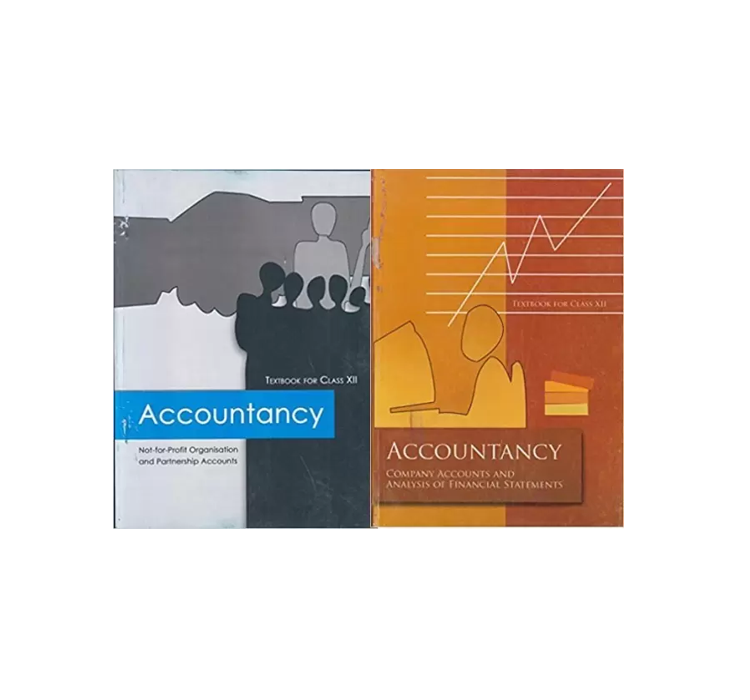 TEXTBOOK FOR CLASS XII
Accountancy
Not-for-Profit Organisation
and Partnership Accounts
TEXTBOOK FOR CLASS XII
ACCOUNTANCY
COMPANY ACCOUNTS AND
ANALYSIS OF FINANCIAL STATEMENTS